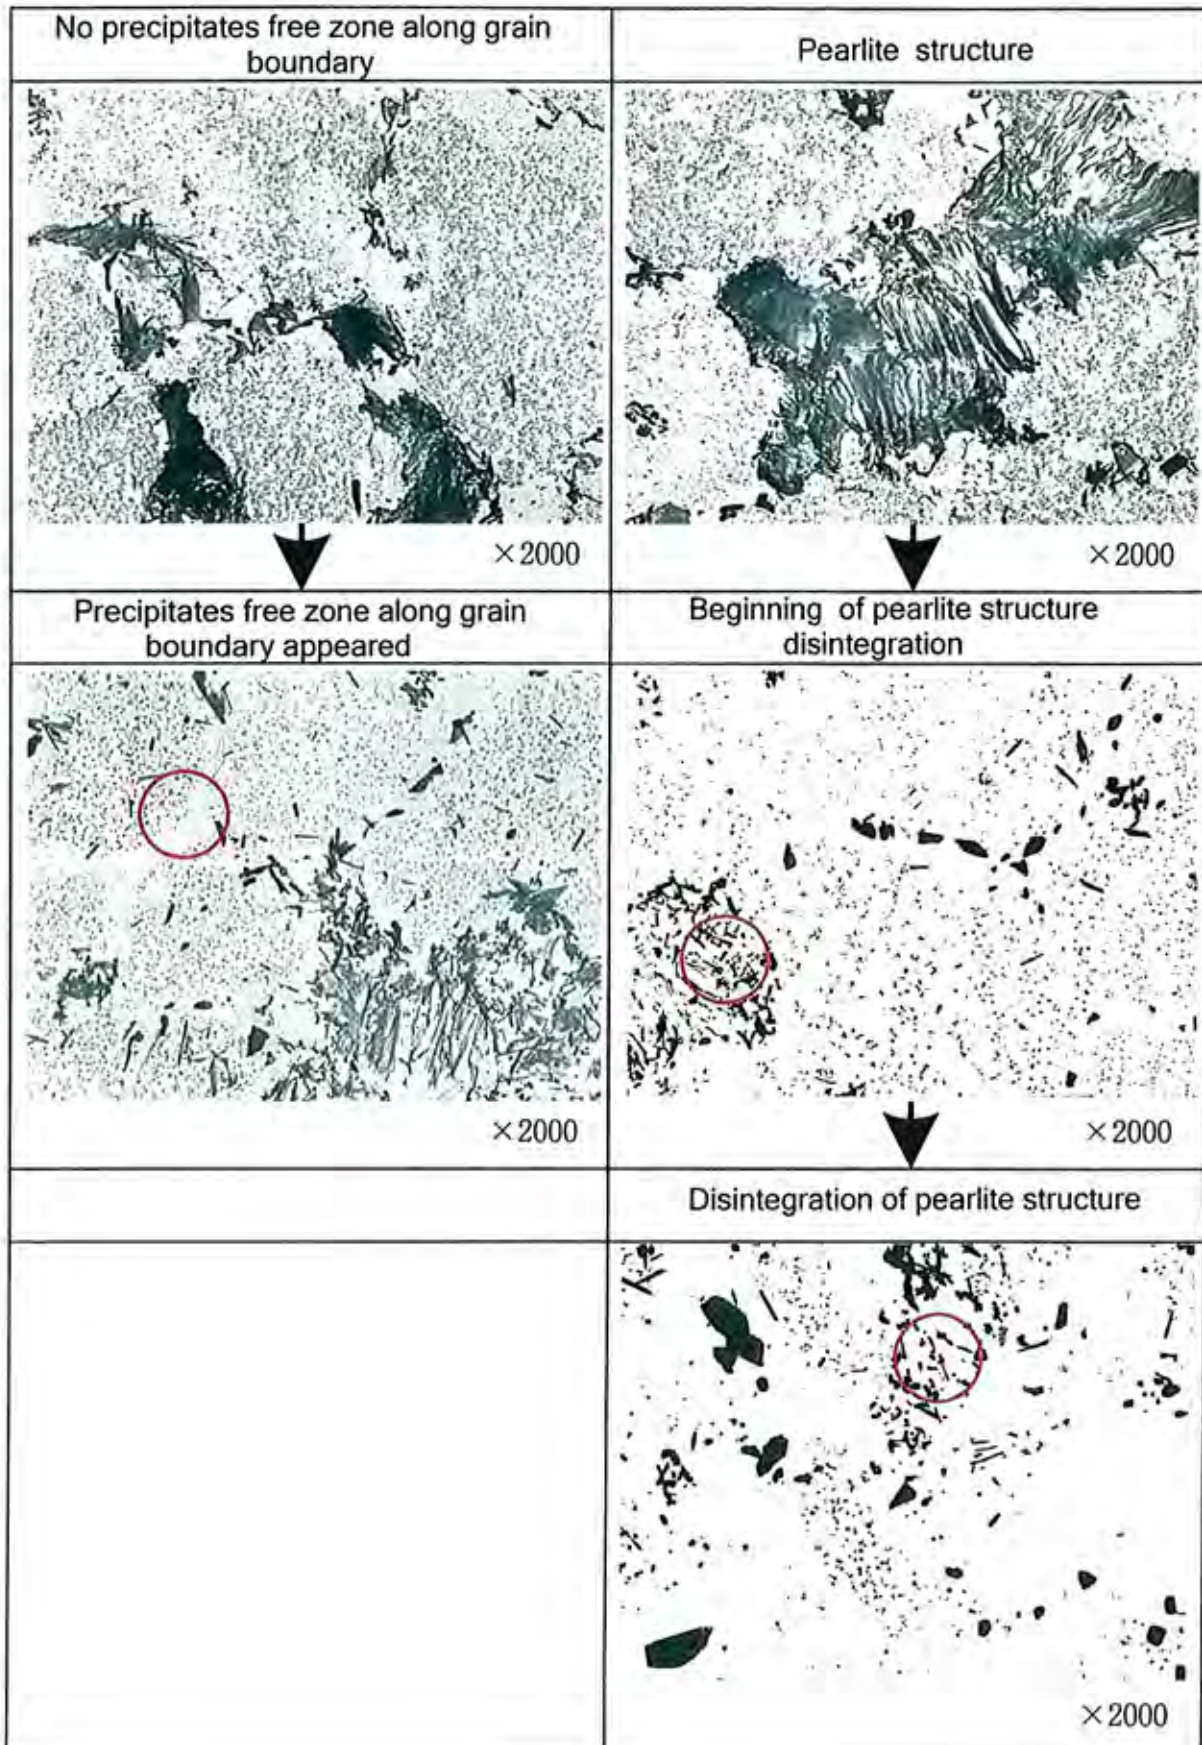 No precipitates free zone along grain
boundary
Pearlite structure
×2000
×2000
Precipitates free zone along grain
boundary appeared
Beginning of pearlite structure
disintegration
×2000
×2000
Disintegration of pearlite structure
×2000